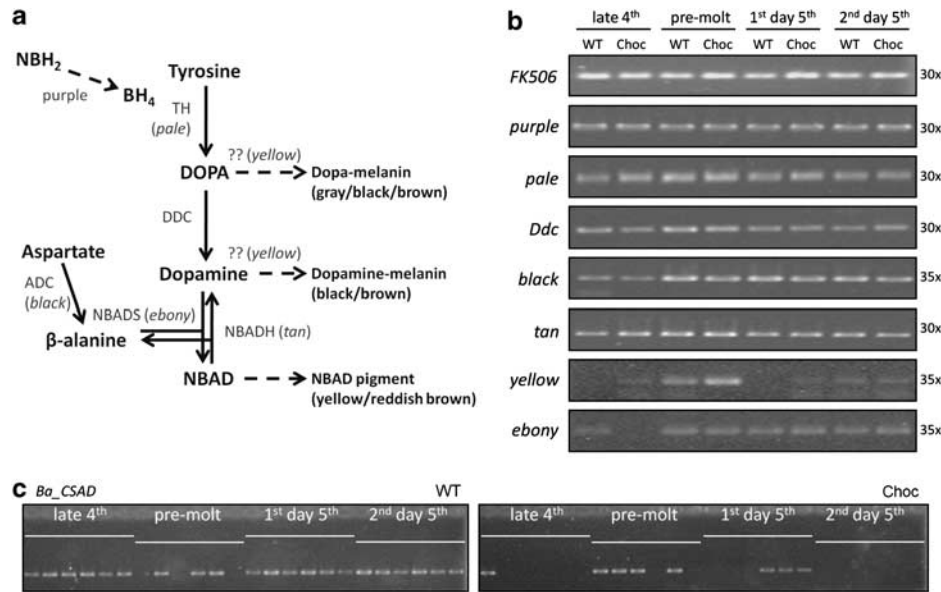 a
NBH2
purple
BH4
Tyrosine
TH
(pale)
?? (yellow)
DOPA
Dopa-melanin
(gray/black/brown)
DDC
?? (yellow)
Aspartate
Dopamine
Dopamine-melanin
(black/brown)
ADC
(black)
NBADS (ebony)
NBADH (tan)
β-alanine
NBAD
NBAD pigment
(yellow/reddish brown)
b
late 4th pre-molt 1st day 5th 2nd day 5th
WT Choc WT Choc WT Choc WT Choc
FK506 30x
purple 30x
pale 30x
Ddc 30x
black 35x
tan 30x
yellow 35x
ebony 35x
c
Ba_CSAD WT
late 4th pre-molt 1st day 5th 2nd day 5th
Choc
late 4th pre-molt 1st day 5th 2nd day 5th